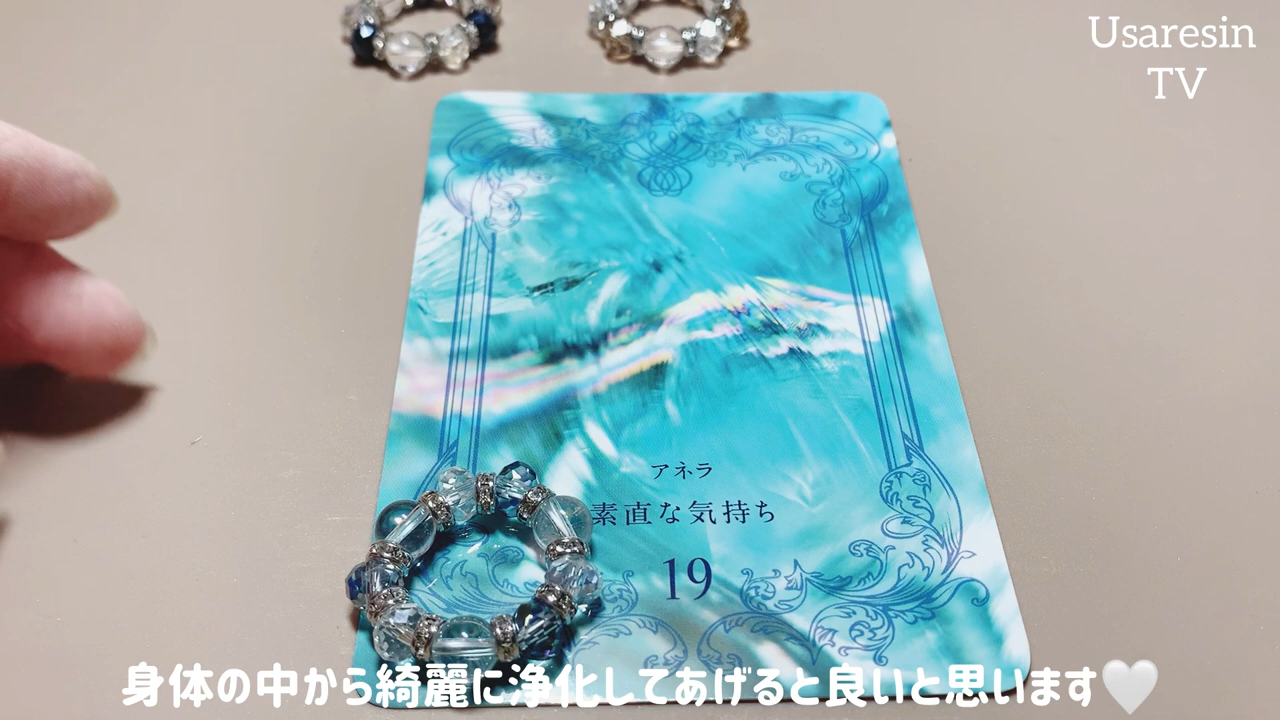 Usaresin
TV
アネラ
素直な気持ち
19
身体の中から綺麗に浄化してあげると良いと思います🤍